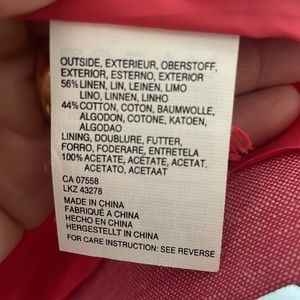 OUTSIDE, EXTERIEUR, OBERSTOFF,
EXTERIOR, ESTERNO, EXTERIOR
56% LINEN, LIN, LEINEN, LIMO
LINO, LINNEN, LINHO
44% COTTON, COTON, BAUMWOLLE,
ALGODON, COTONE, KATOEN,
ALGODAO
LINING, DOUBLURE, FUTTER,
FORRO, FODERARE, ENTRETELA
100% ACETATE, ACÉTATE, ACETAT.
ACETATO, ACETAAT
CA 07558
LKZ 43278
MADE IN CHINA
FABRIQUÉ A CHINA
HECHO EN CHINA
HERGESTELLT IN CHINA
FOR CARE INSTRUCTION: SEE REVERSE